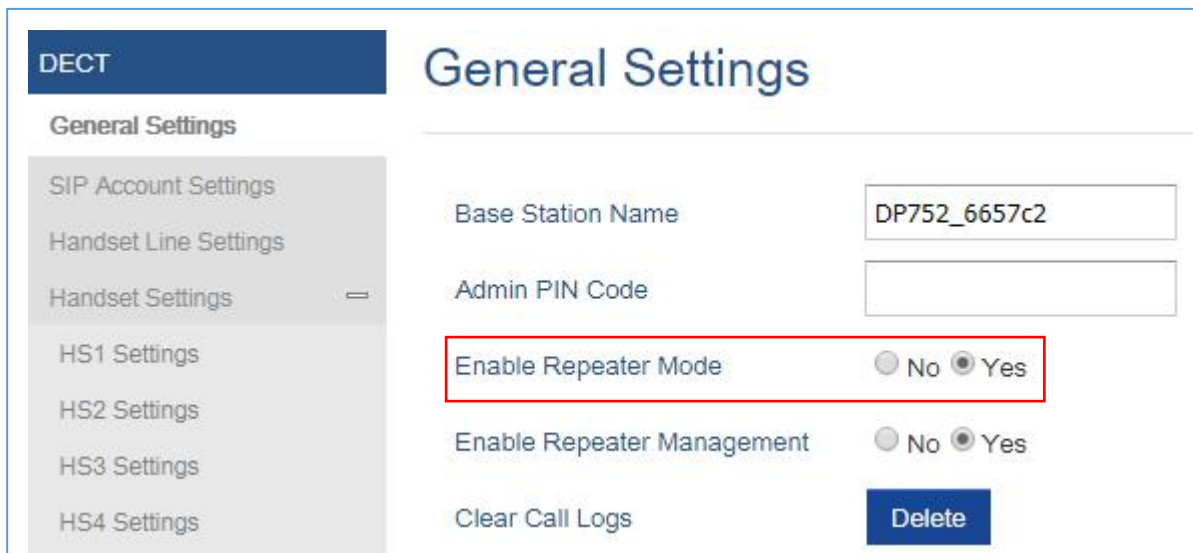 DECT
General Settings
SIP Account Settings
Handset Line Settings
Handset Settings
HS1 Settings
HS2 Settings
HS3 Settings
HS4 Settings
General Settings
Base Station Name DP752_6657c2
Admin PIN Code
Enable Repeater Mode No Yes
Enable Repeater Management No Yes
Clear Call Logs Delete